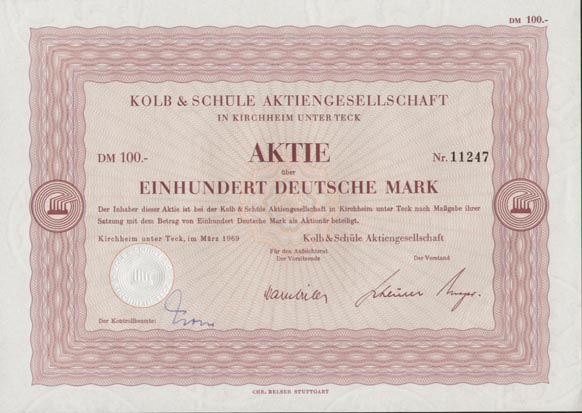 DM 100.-
KOLB & SCHÜLE AKTIENGESELLSCHAFT
IN KIRCHHEIM UNTER TECK
DM 100.- AKTIE Nr. 11247
über
EINHUNDERT DEUTSCHE MARK
Der Inhaber dieser Aktie ist bei der Kolb & Schüle Aktiengesellschaft in Kirchheim unter Teck nach Maßgabe ihrer
Satzung mit dem Betrag von Einhundert Deutsche Mark als Aktionär beteiligt.
Kirchheim unter Teck, im März 1969 Kolb & Schüle Aktiengesellschaft
Für den Aufsichtsrat Der Vorstand
Der Vorsitzende
Der Kontrollbeamte:
CHR. BELSER STUTTGART